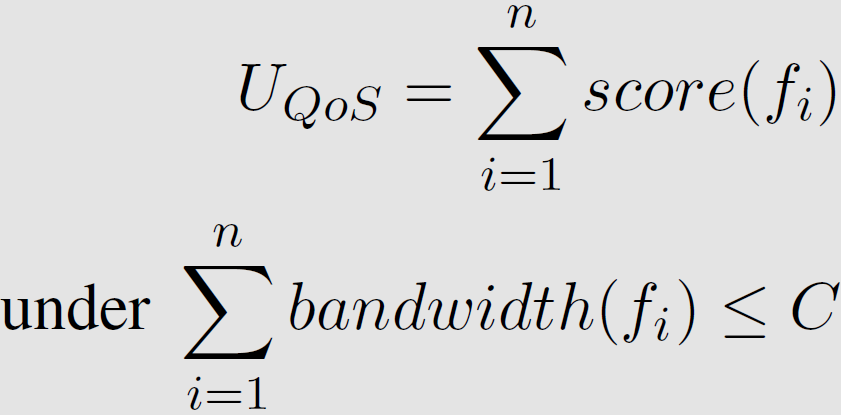 U_{QoS} = \sum_{i=1}^{n} score(f_i)
under \sum_{i=1}^{n} bandwidth(f_i) \leq C